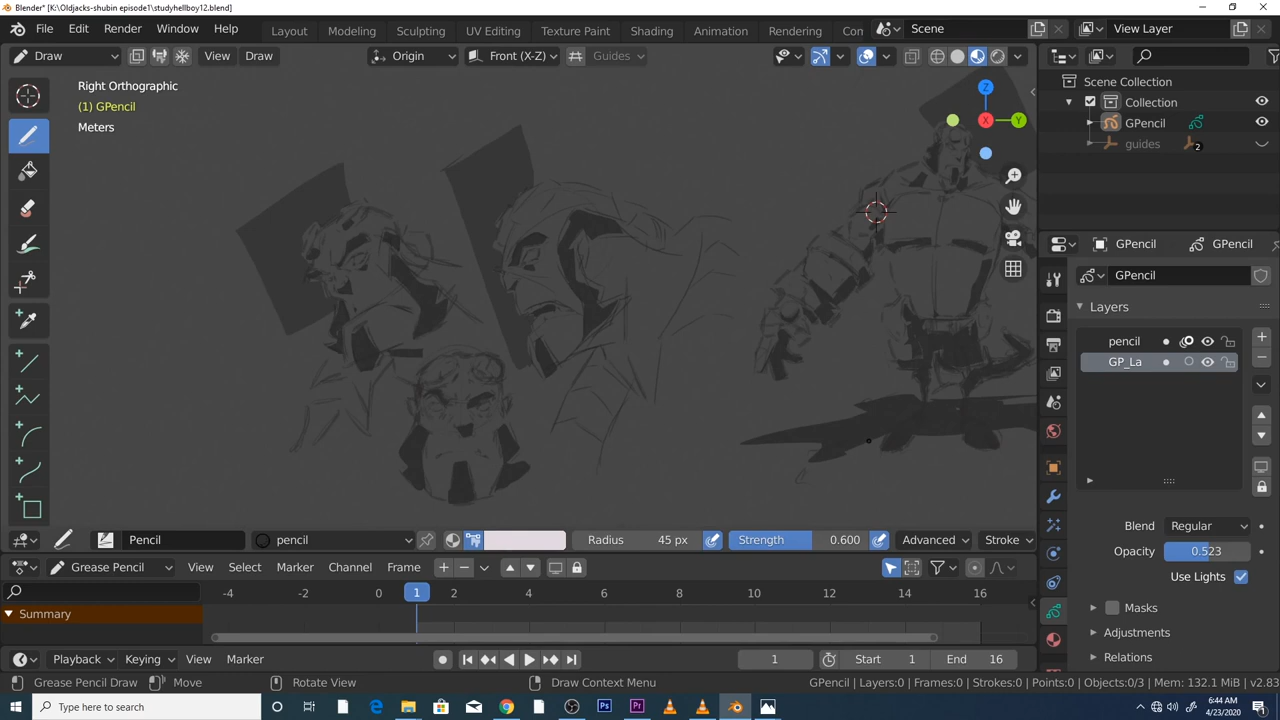 Blender* [K:\Oldjacks-shubin episode1\studyhellboy12.blend]
File Edit Render Window Help Layout Modeling Sculpting UV Editing Texture Paint Shading Animation Rendering Con Scene View Layer
Draw View Draw Origin Front (X-Z) Guides
Right Orthographic
(1) GPencil
Meters
Z
X Y
Scene Collection
Collection
GPencil
guides 2
GPencil GPencil
GPencil
Layers
pencil
GP_La
Blend Regular
Opacity 0.523
Use Lights
Masks
Adjustments
Relations
Pencil pencil Radius 45 px Strength 0.600 Advanced Stroke
Grease Pencil View Select Marker Channel Frame
-4 -2 0 1 2 4 6 8 10 12 14 16
Summary
Playback Keying View Marker 1 Start 1 End 16
Grease Pencil Draw Move Rotate View Draw Context Menu GPencil | Layers:0 | Frames:0 | Strokes:0 | Points:0 | Objects:0/3 | Mem: 132.1 MiB | v2.83
Type here to search Ps Pr 6:44 AM
4/23/2020